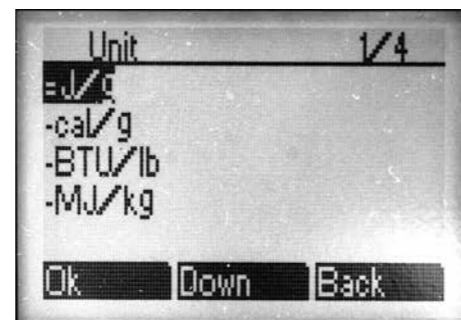 Unit 1/4
=J/g
-cal/g
-BTU/lb
-MJ/kg
Ok Down Back